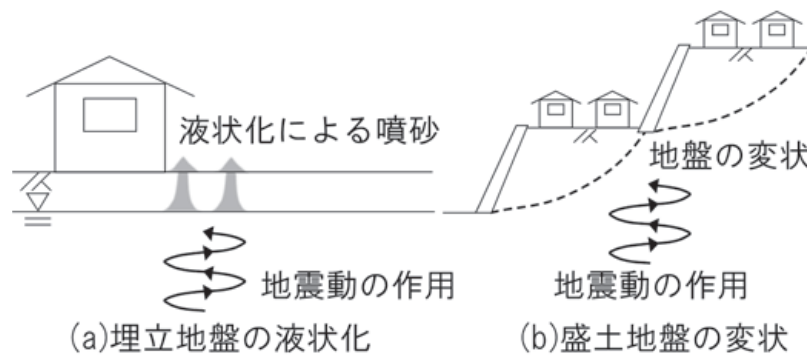 液状化による噴砂
地震動の作用
(a)埋立地盤の液状化
地盤の変状
地震動の作用
(b)盛土地盤の変状